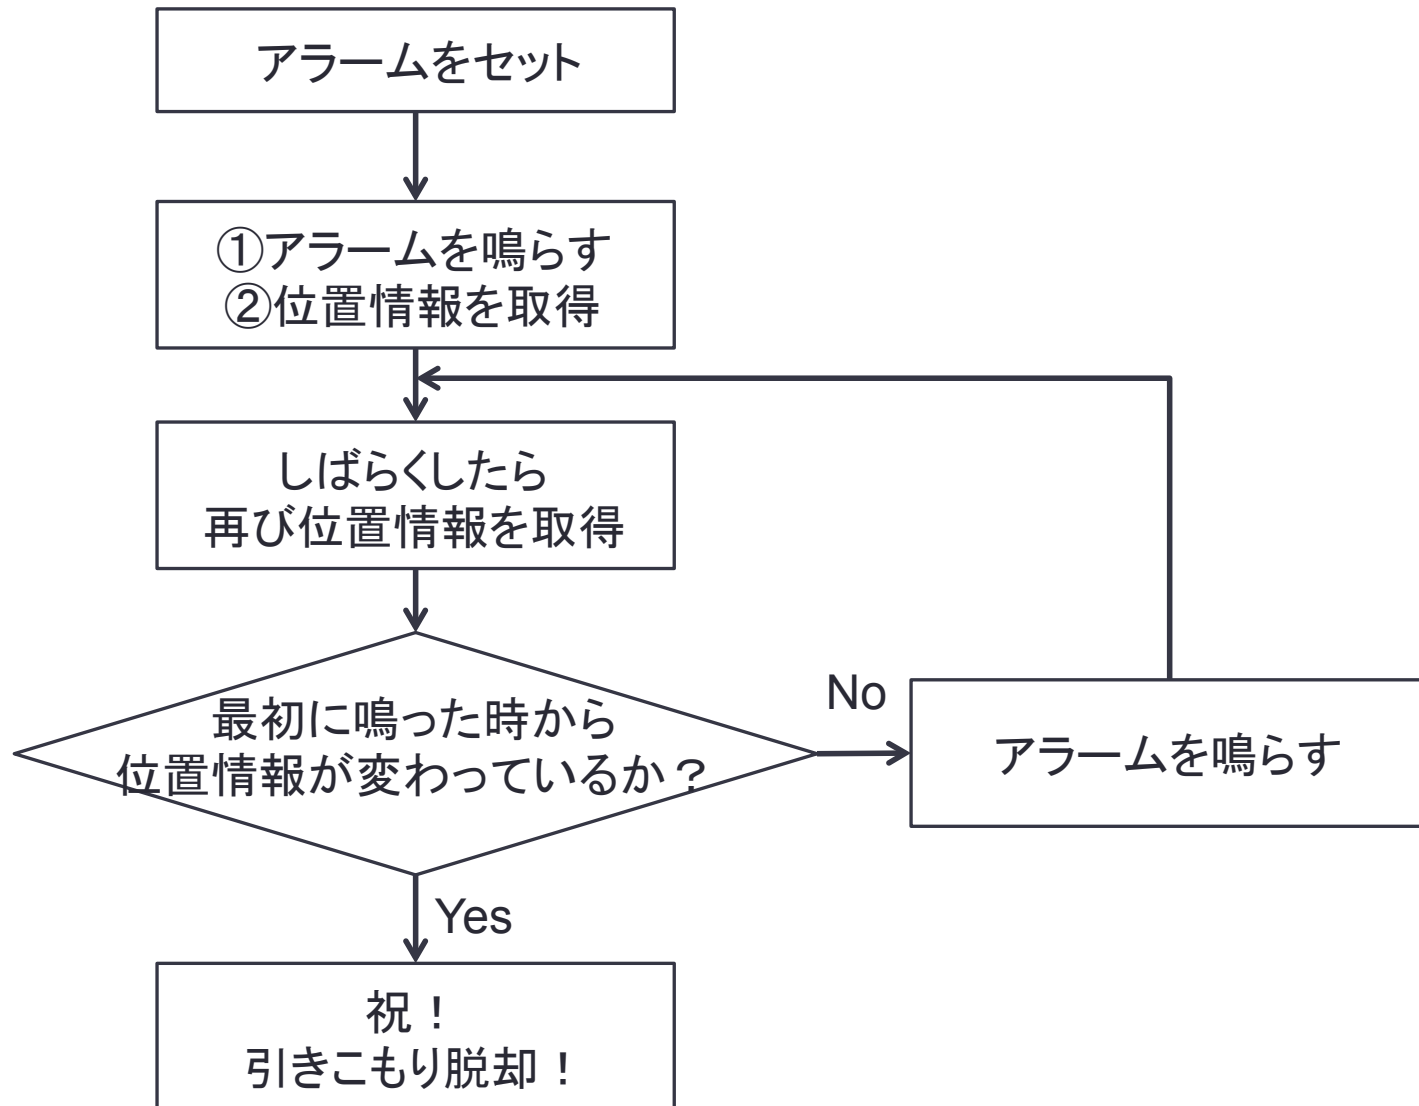 アラームをセット
①アラームを鳴らす
②位置情報を取得
しばらくしたら
再び位置情報を取得
最初に鳴った時から
位置情報が変わっているか？
No
アラームを鳴らす
Yes
祝！
引きこもり脱却！